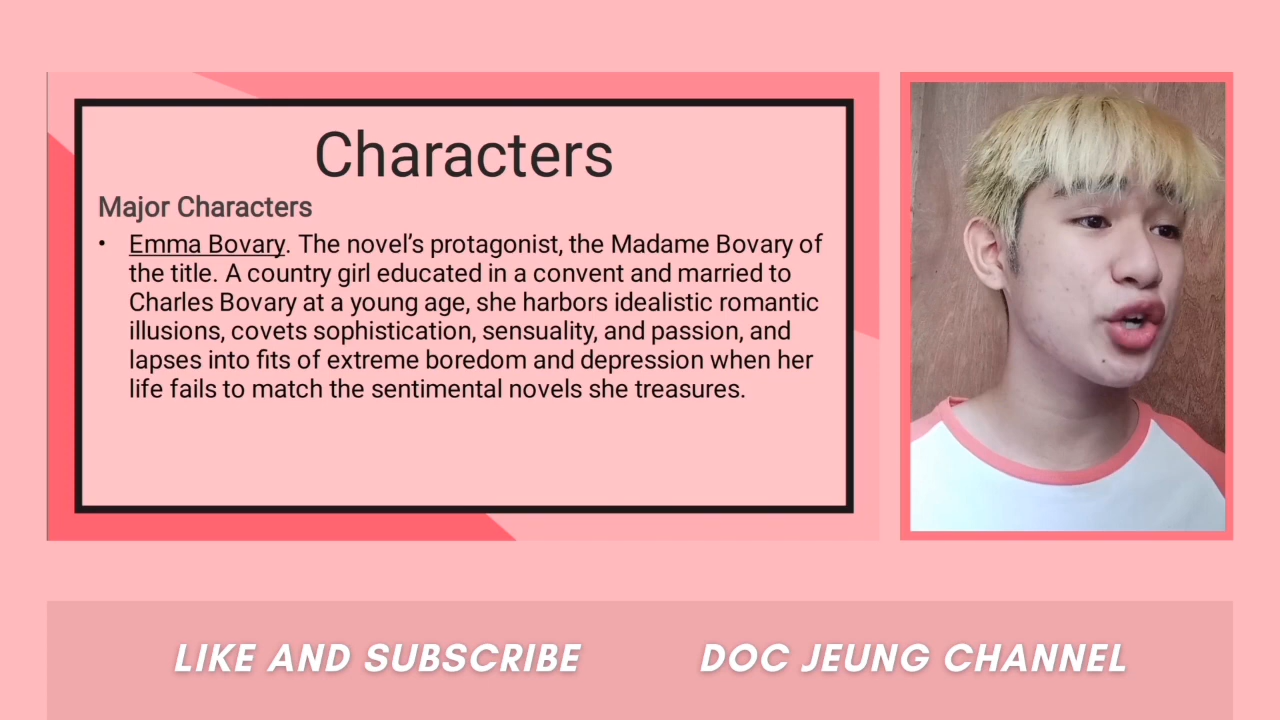 Characters
Major Characters
• Emma Bovary. The novel’s protagonist, the Madame Bovary of
the title. A country girl educated in a convent and married to
Charles Bovary at a young age, she harbors idealistic romantic
illusions, covets sophistication, sensuality, and passion, and
lapses into fits of extreme boredom and depression when her
life fails to match the sentimental novels she treasures.
LIKE AND SUBSCRIBE
DOC JEUNG CHANNEL